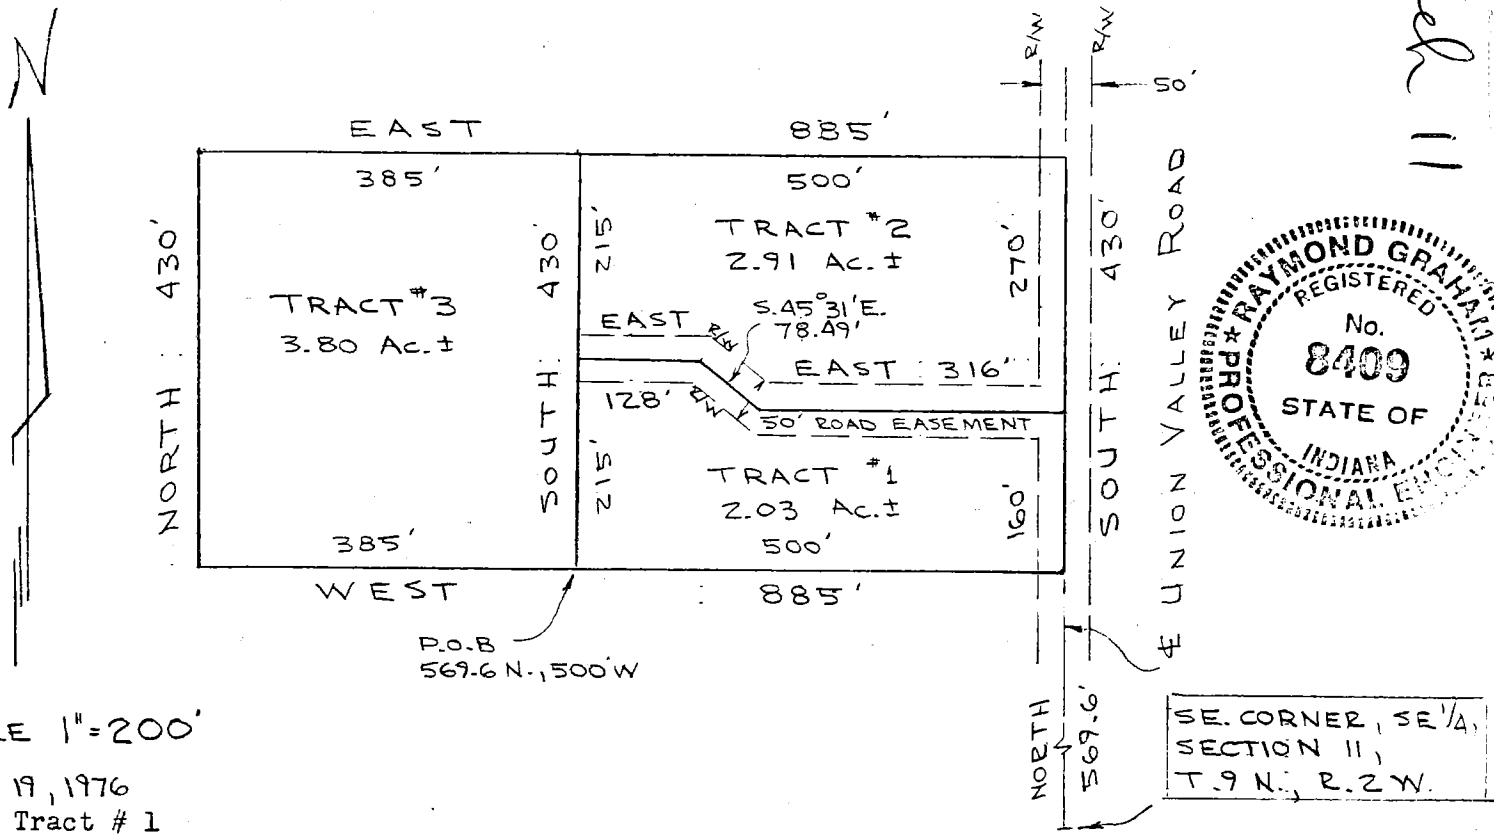 N
R/W
R/W
50'
11
EAST 885'
385'
500'
NORTH : 430'
SOUTH : 430'
215'
TRACT #2
2.91 Ac. ±
270'
SOUTH : 430'
TRACT #3
3.80 Ac. ±
EAST
R/W
S.45°31'E.
78.49'
EAST : 316'
128'
R/W
50' ROAD EASEMENT
215'
TRACT #1
2.03 Ac. ±
160'
385'
500'
WEST : 885'
℄ UNION VALLEY ROAD
RAYMOND GRAHAM
REGISTERED
No.
8409
STATE OF
INDIANA
PROFESSIONAL
P.O.B
569.6 N., 500'W
NORTH 569.6'
SE. CORNER, SE 1/4,
SECTION 11,
T.9 N., R.2 W.
1"=200'
19, 1976
Tract # 1